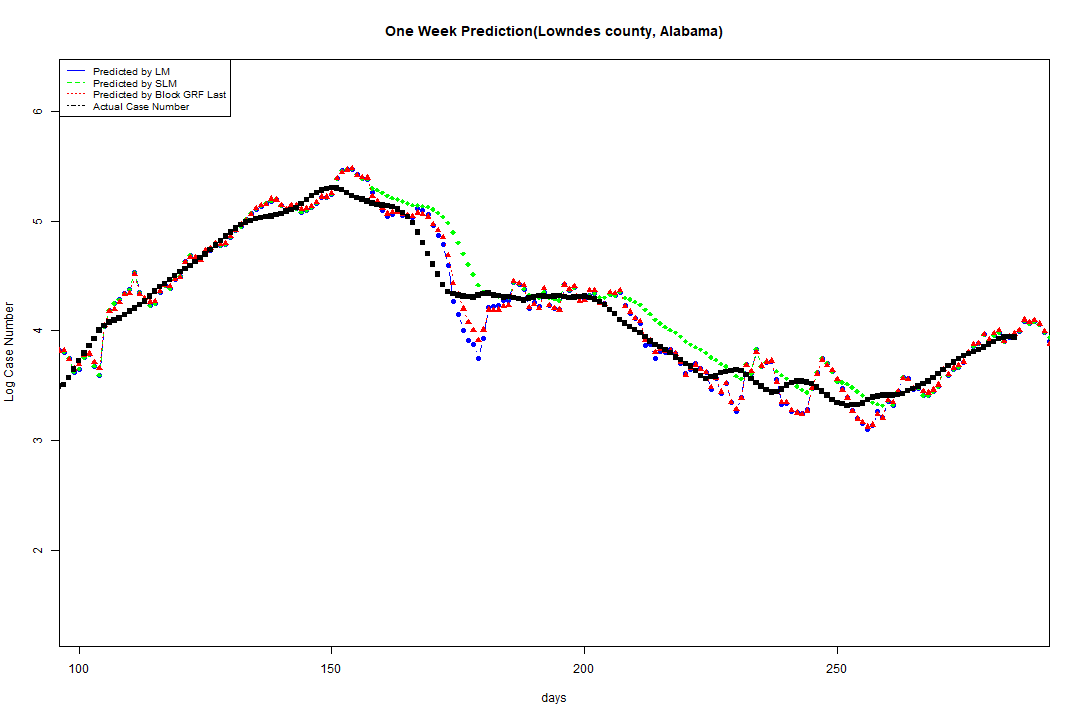 One Week Prediction(Lowndes county, Alabama)
Predicted by LM
Predicted by SLM
Predicted by Block GRF Last
Actual Case Number
6
5
4
3
2
Log Case Number
100 150 200 250
days